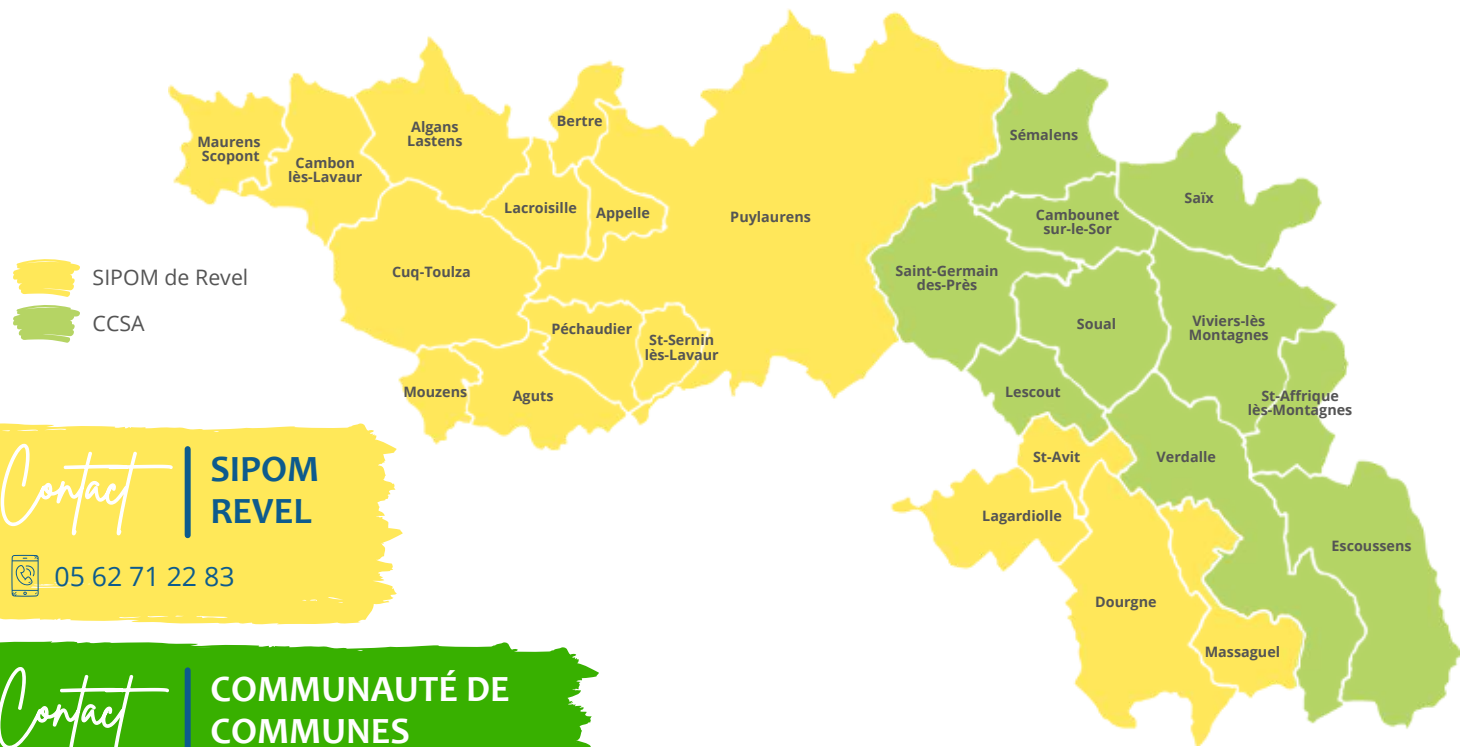 Maurens
Scopont
Cambon
lès-Lavaur
Algans
Lastens
Bertre
Lacroisille
Appelle
Puylaurens
Sémalens
Saïx
Cambounet
sur-le-Sor
Cuq-Toulza
Saint-Germain
des-Près
Soual
Viviers-lès
Montagnes
Péchaudier
St-Sernin
lès-Lavaur
Mouzens
Aguts
Lescout
St-Affrique
lès-Montagnes
St-Avit
Verdalle
Lagardiolle
Escoussens
Dourgne
Massaguel
SIPOM de Revel
CCSA
Contact
SIPOM
REVEL
05 62 71 22 83
Contact
COMMUNAUTÉ DE
COMMUNES